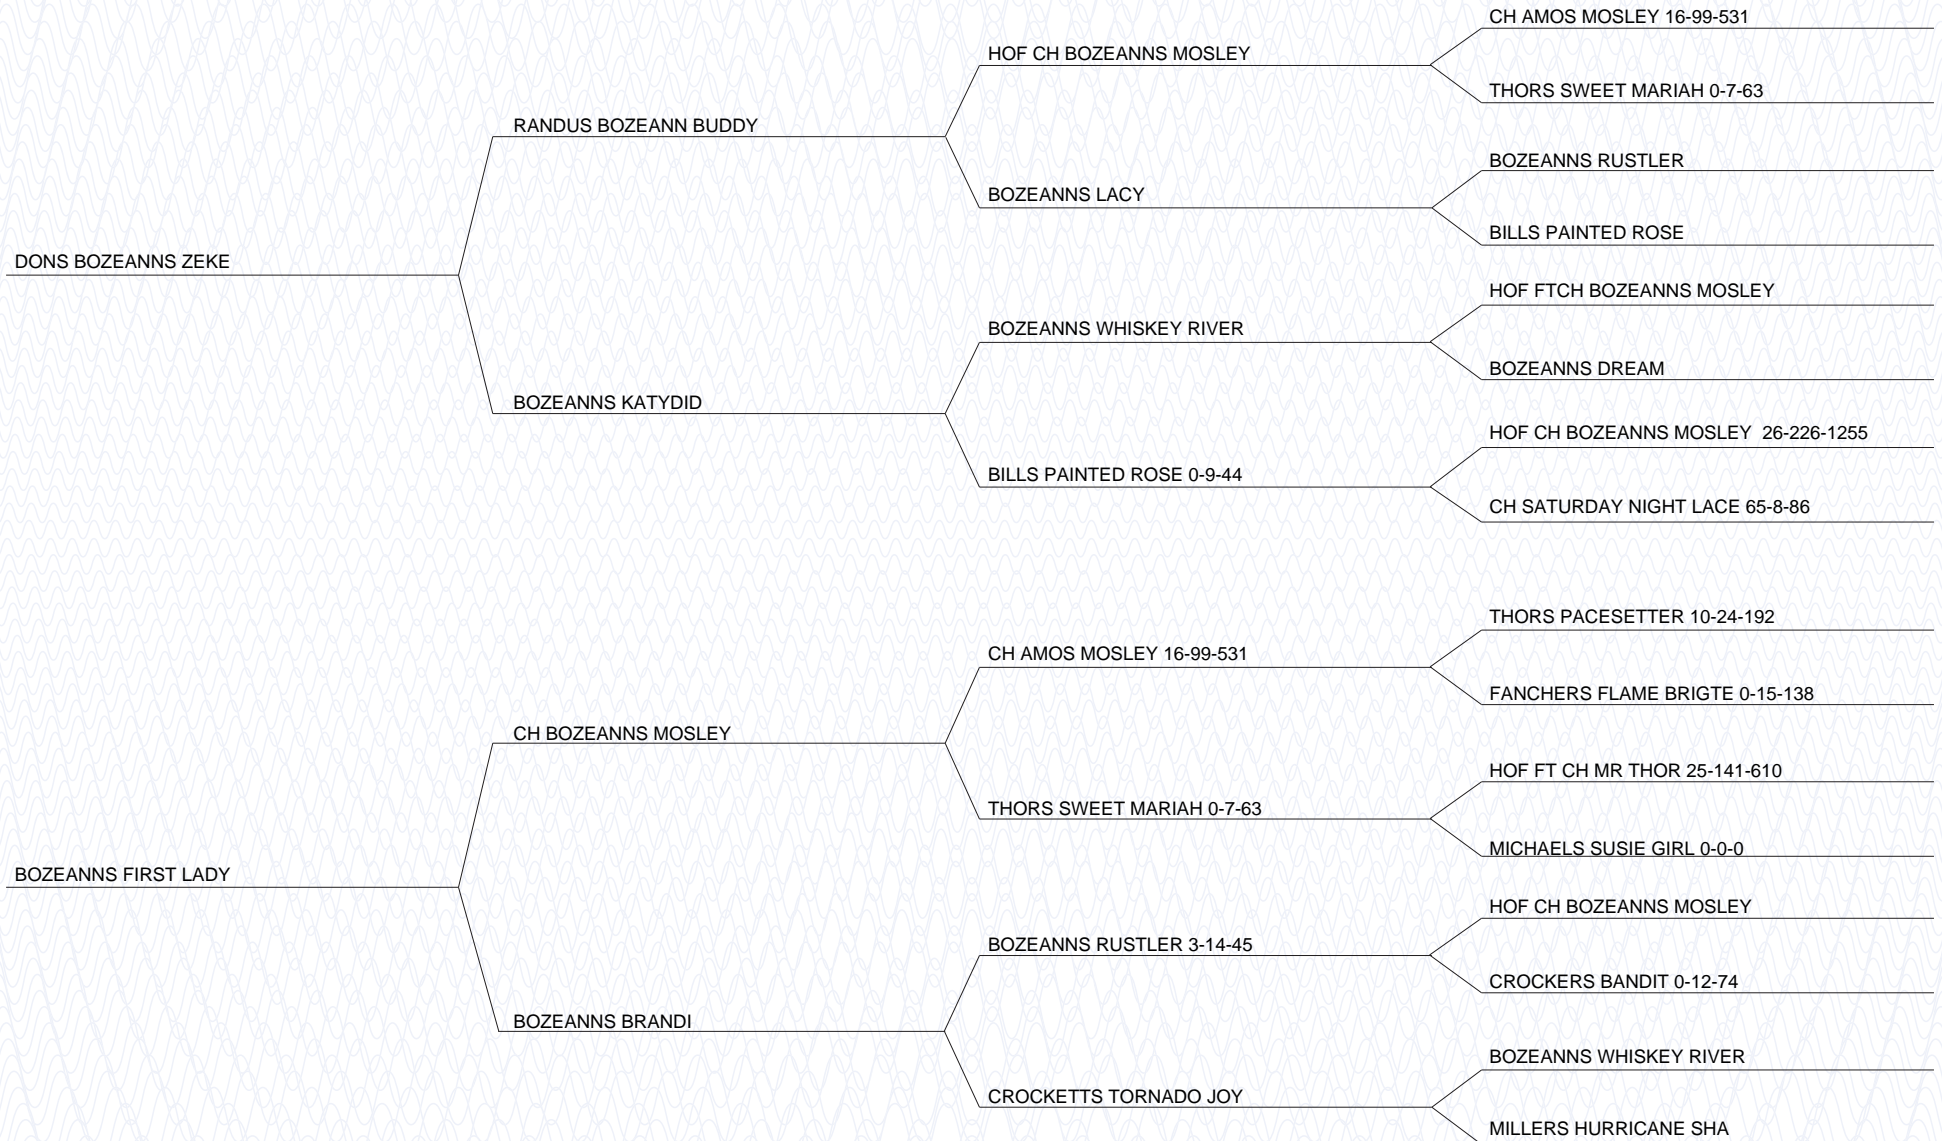 CH AMOS MOSLEY 16-99-531
HOF CH BOZEANNS MOSLEY
THORS SWEET MARIAH 0-7-63
RANDUS BOZEANN BUDDY
BOZEANNS RUSTLER
BOZEANNS LACY
BILLS PAINTED ROSE
DONS BOZEANNS ZEKE
HOF FTCH BOZEANNS MOSLEY
BOZEANNS WHISKEY RIVER
BOZEANNS DREAM
BOZEANNS KATYDID
HOF CH BOZEANNS MOSLEY 26-226-1255
BILLS PAINTED ROSE 0-9-44
CH SATURDAY NIGHT LACE 65-8-86
THORS PACESETTER 10-24-192
CH AMOS MOSLEY 16-99-531
FANCHERS FLAME BRIGTE 0-15-138
CH BOZEANNS MOSLEY
HOF FT CH MR THOR 25-141-610
THORS SWEET MARIAH 0-7-63
MICHAELS SUSIE GIRL 0-0-0
BOZEANNS FIRST LADY
HOF CH BOZEANNS MOSLEY
BOZEANNS RUSTLER 3-14-45
CROCKERS BANDIT 0-12-74
BOZEANNS BRANDI
BOZEANNS WHISKEY RIVER
CROCKETTS TORNADO JOY
MILLERS HURRICANE SHA